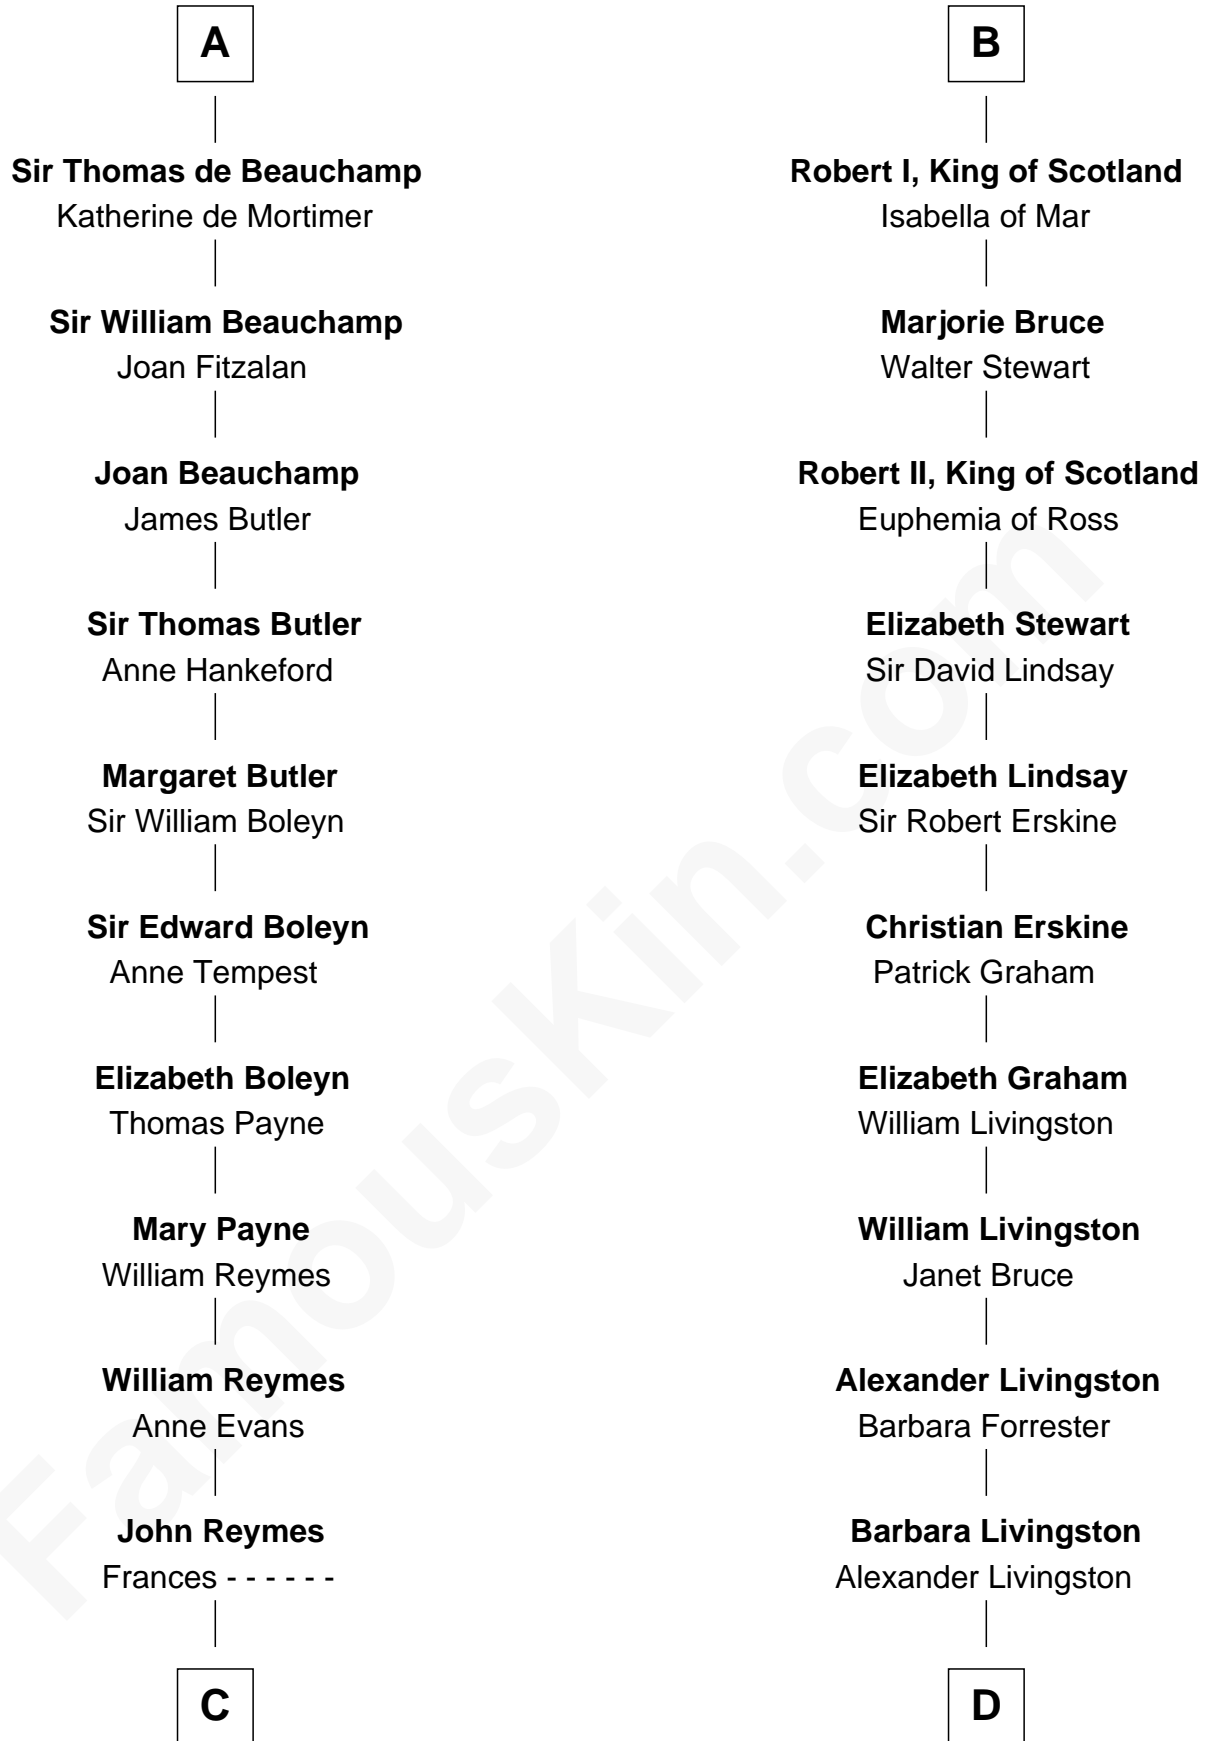 A
Sir Thomas de Beauchamp
Katherine de Mortimer
Sir William Beauchamp
Joan Fitzalan
Joan Beauchamp
James Butler
Sir Thomas Butler
Anne Hankeford
Margaret Butler
Sir William Boleyn
Sir Edward Boleyn
Anne Tempest
Elizabeth Boleyn
Thomas Payne
Mary Payne
William Reymes
William Reymes
Anne Evans
John Reymes
Frances - - - - - -
C
B
Robert I, King of Scotland
Isabella of Mar
Marjorie Bruce
Walter Stewart
Robert II, King of Scotland
Euphemia of Ross
Elizabeth Stewart
Sir David Lindsay
Elizabeth Lindsay
Sir Robert Erskine
Christian Erskine
Patrick Graham
Elizabeth Graham
William Livingston
William Livingston
Janet Bruce
Alexander Livingston
Barbara Forrester
Barbara Livingston
Alexander Livingston
D
FamousKin.com